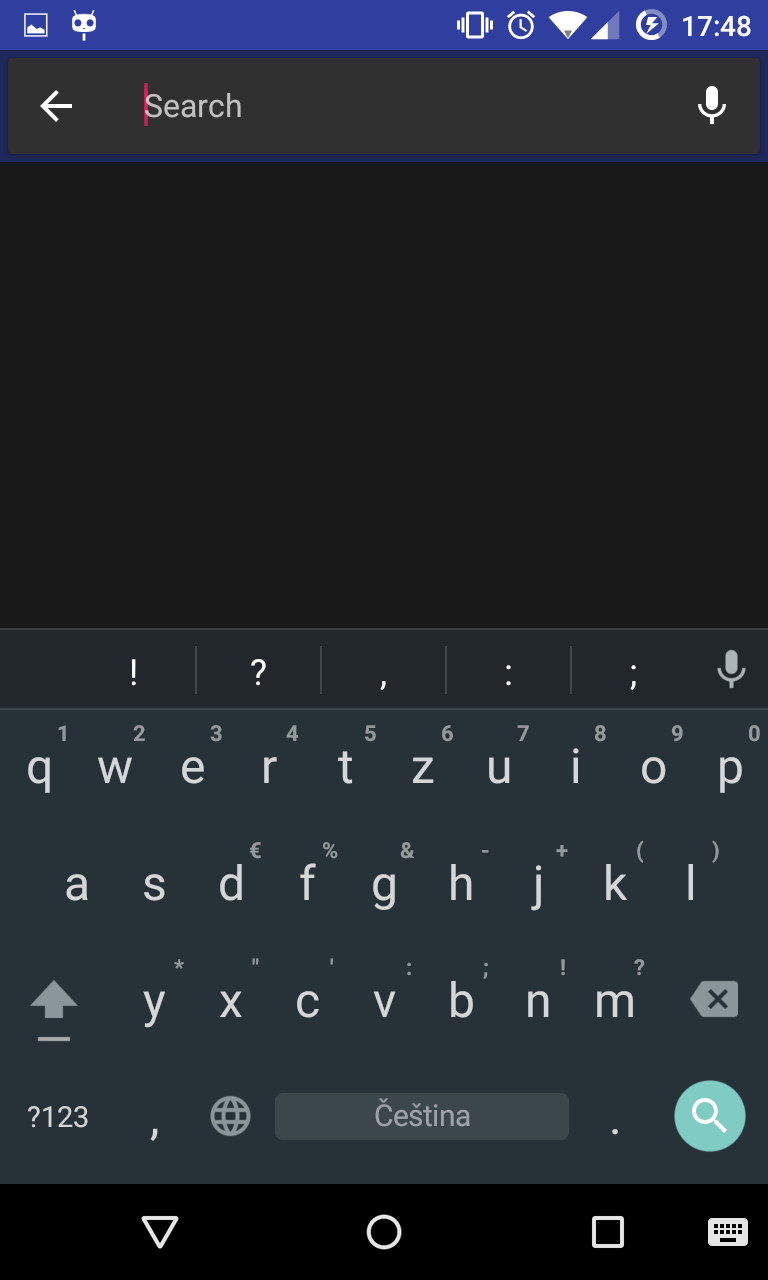 17:48
Search
! ? , : ;
1 2 3 4 5 6 7 8 9 0
q w e r t z u i o p
€ % & - + ( )
a s d f g h j k l
* " ' : ; ! ?
y x c v b n m
?123 , Čeština .